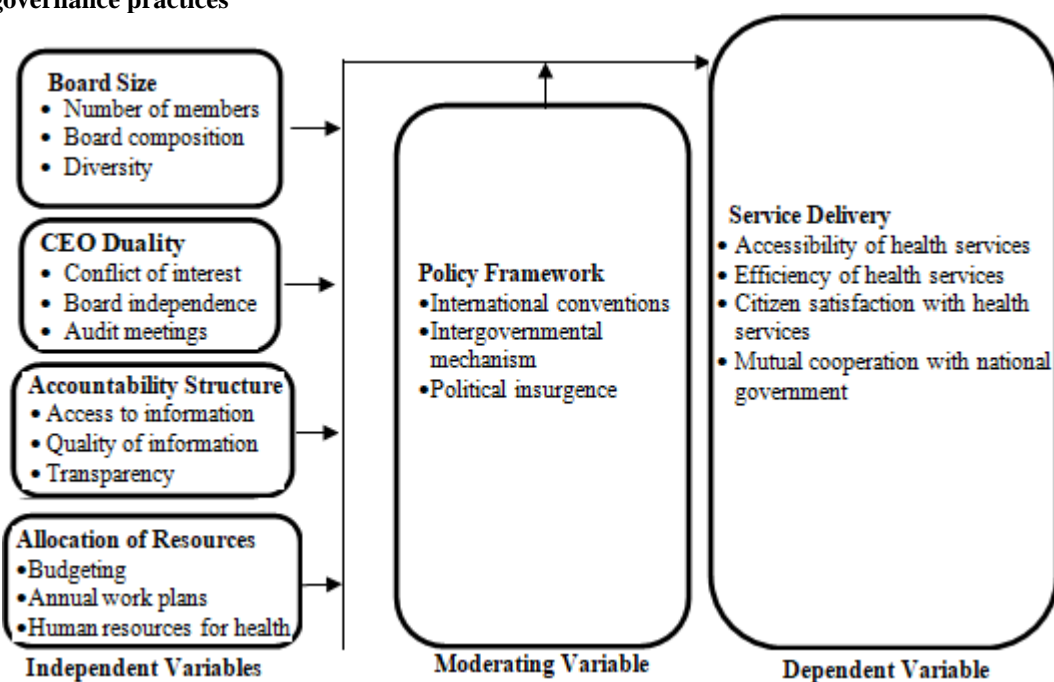 governance practices
Board Size
• Number of members
• Board composition
• Diversity
CEO Duality
• Conflict of interest
• Board independence
• Audit meetings
Accountability Structure
• Access to information
• Quality of information
• Transparency
Allocation of Resources
•Budgeting
•Annual work plans
•Human resources for health
Independent Variables
Policy Framework
•International conventions
•Intergovernmental
mechanism
•Political insurgence
Moderating Variable
Service Delivery
• Accessibility of health services
• Efficiency of health services
• Citizen satisfaction with health
services
• Mutual cooperation with national
government
Dependent Variable